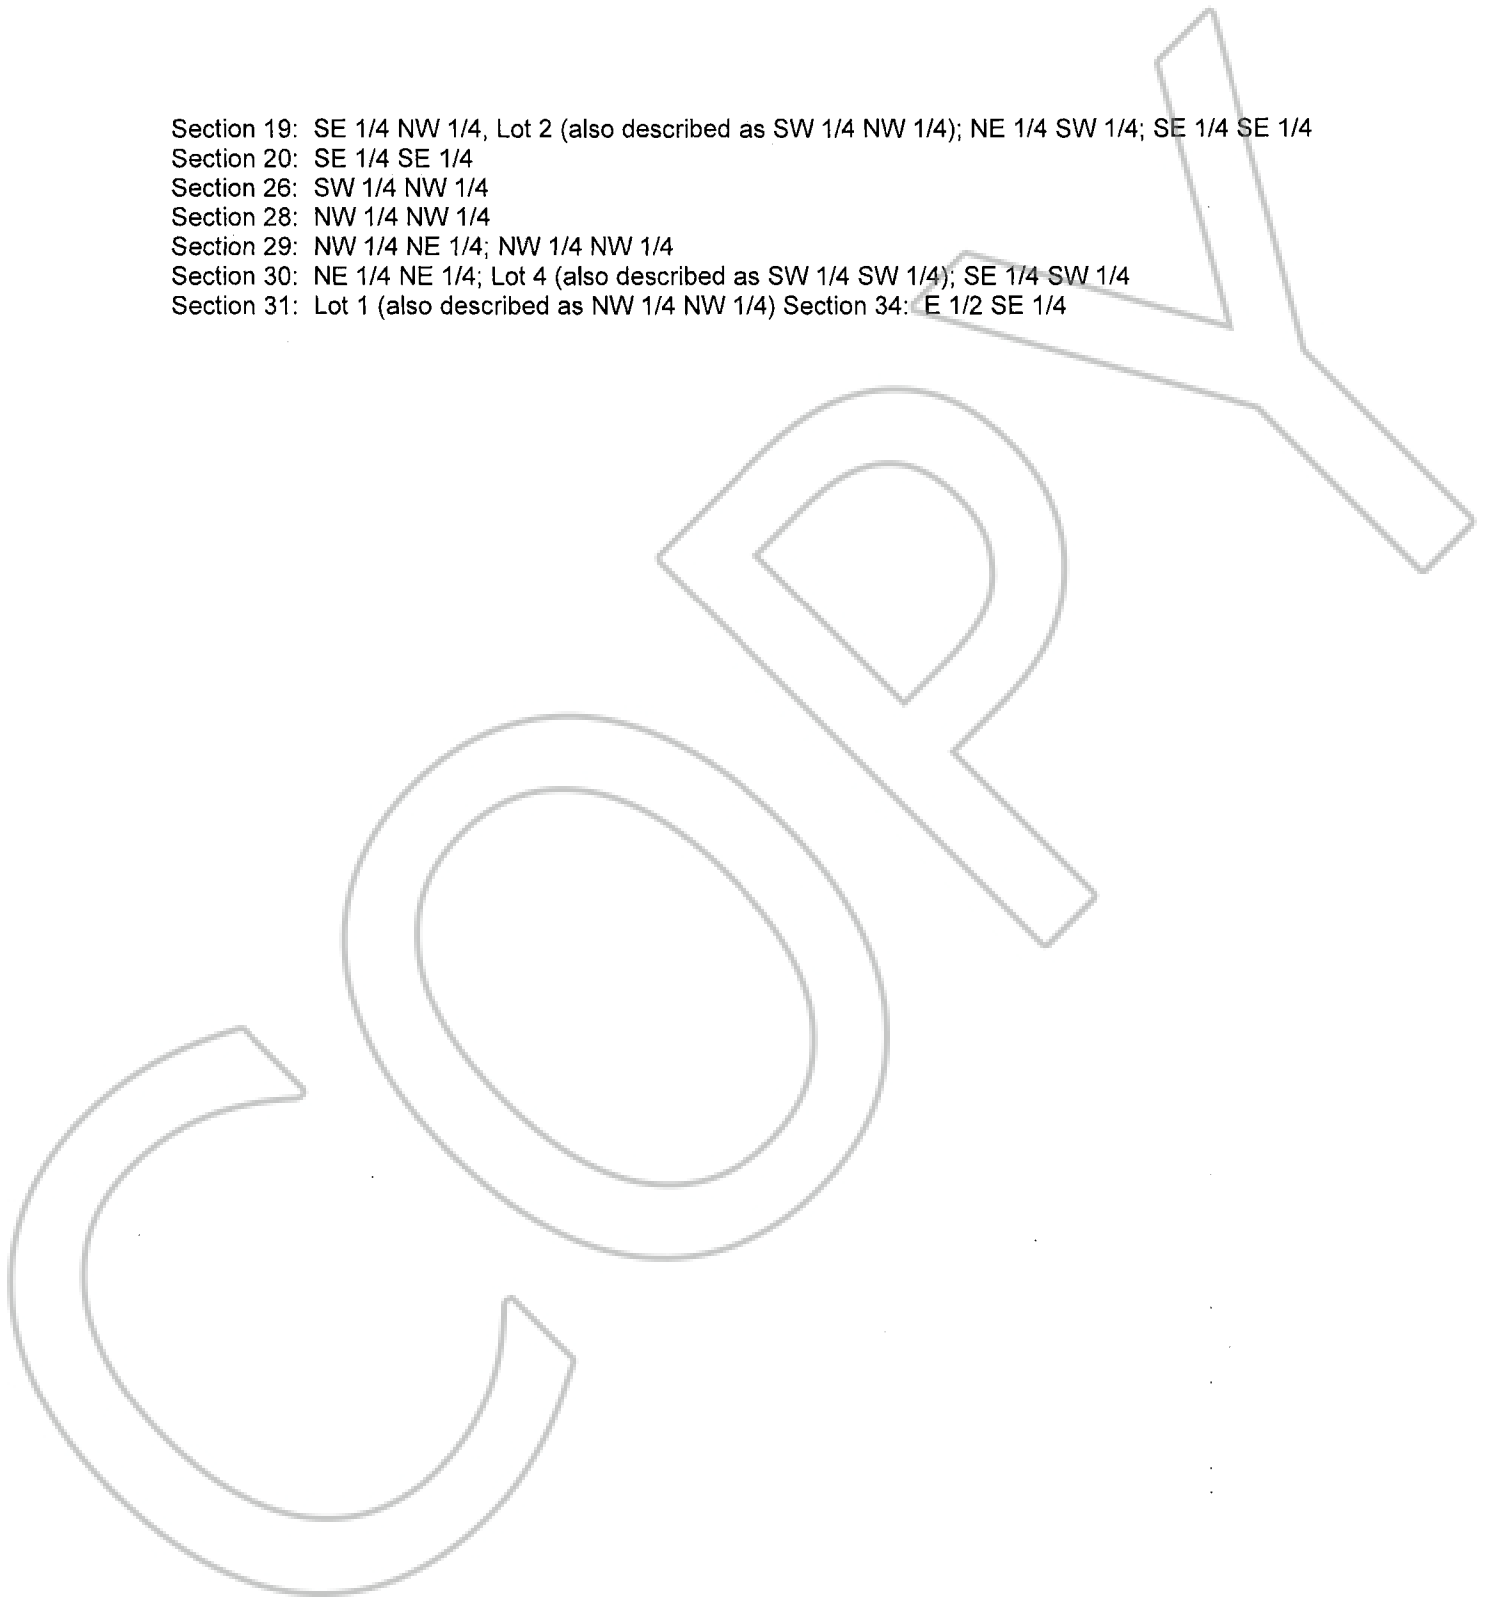 Section 19: SE 1/4 NW 1/4, Lot 2 (also described as SW 1/4 NW 1/4); NE 1/4 SW 1/4; SE 1/4 SE 1/4
Section 20: SE 1/4 SE 1/4
Section 26: SW 1/4 NW 1/4
Section 28: NW 1/4 NW 1/4
Section 29: NW 1/4 NE 1/4; NW 1/4 NW 1/4
Section 30: NE 1/4 NE 1/4; Lot 4 (also described as SW 1/4 SW 1/4); SE 1/4 SW 1/4
Section 31: Lot 1 (also described as NW 1/4 NW 1/4) Section 34: E 1/2 SE 1/4
COPY